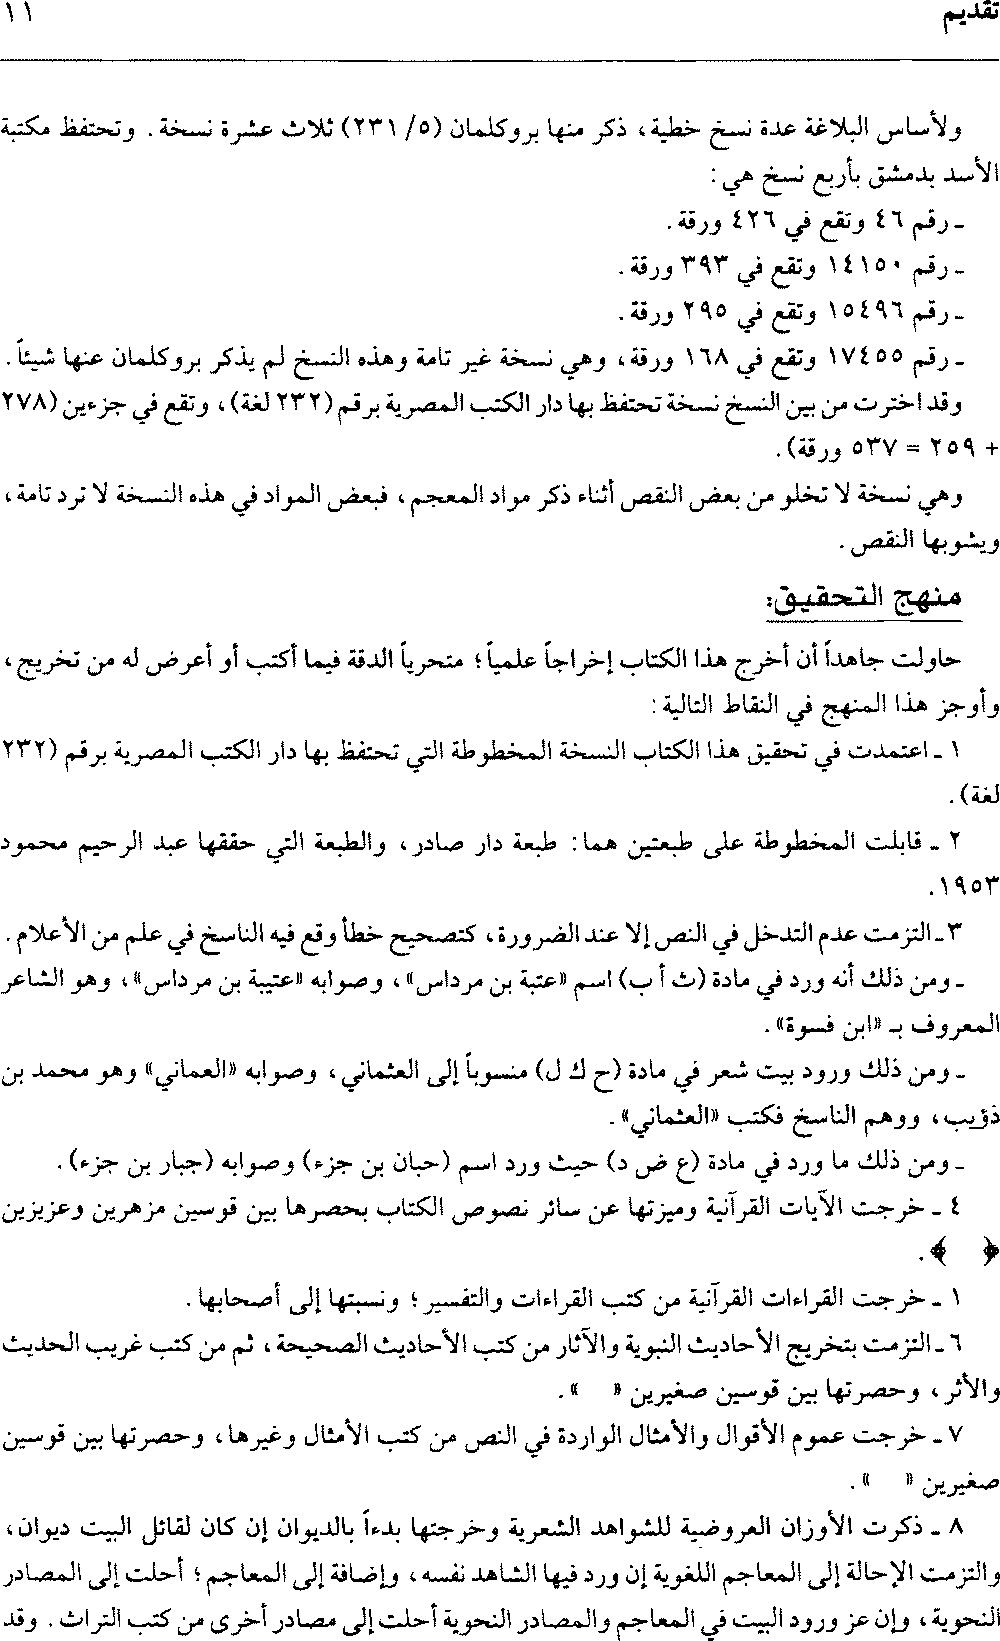 تقديم ١١
ولأساس البلاغة عدة نسخ خطية، ذكر منها بروكلمان (٥/ ٢٣١) ثلاث عشرة نسخة. وتحتفظ مكتبة
الأسد بدمشق بأربع نسخ هي:
ـ رقم ٤٦ وتقع في ٤٢٦ ورقة.
ـ رقم ١٤١٥٠ وتقع في ٣٩٣ ورقة.
ـ رقم ١٥٤٩٦ وتقع في ٢٩٥ ورقة.
ـ رقم ١٧٤٥٥ وتقع في ١٦٨ ورقة، وهي نسخة غير تامة وهذه النسخ لم يذكر بروكلمان عنها شيئاً.
وقد اخترت من بين النسخ نسخة تحتفظ بها دار الكتب المصرية برقم (٢٣٢ لغة)، وتقع في جزءين (٢٧٨
+ ٢٥٩ = ٥٣٧ ورقة).
وهي نسخة لا تخلو من بعض النقص أثناء ذكر مواد المعجم، فبعض المواد في هذه النسخة لا ترد تامة،
ويشوبها النقص.
منهج التحقيق:
حاولت جاهداً أن أخرج هذا الكتاب إخراجاً علمياً؛ متحرياً الدقة فيما أكتب أو أعرض له من تخريج،
وأوجز هذا المنهج في النقاط التالية:
١ ـ اعتمدت في تحقيق هذا الكتاب النسخة المخطوطة التي تحتفظ بها دار الكتب المصرية برقم (٢٣٢
لغة).
٢ ـ قابلت المخطوطة على طبعتين هما: طبعة دار صادر، والطبعة التي حققها عبد الرحيم محمود
١٩٥٣.
٣ ـ التزمت عدم التدخل في النص إلا عند الضرورة، كتصحيح خطأ وقع فيه الناسخ في علم من الأعلام.
ـ ومن ذلك أنه ورد في مادة (ث أ ب) اسم «عتبة بن مرداس»، وصوابه «عتيبة بن مرداس»، وهو الشاعر
المعروف بـ «ابن فسوة».
ـ ومن ذلك ورود بيت شعر في مادة (ح ك ل) منسوباً إلى العثماني، وصوابه «العماني» وهو محمد بن
ذؤيب، ووهم الناسخ فكتب «العثماني».
ـ ومن ذلك ما ورد في مادة (ع ض د) حيث ورد اسم (حبان بن جزء) وصوابه (جبار بن جزء).
٤ ـ خرجت الآيات القرآنية وميزتها عن سائر نصوص الكتاب بحصرها بين قوسين مزهرين وعزيزين
﴿ ﴾.
١ ـ خرجت القراءات القرآنية من كتب القراءات والتفسير؛ ونسبتها إلى أصحابها.
٦ ـ التزمت بتخريج الأحاديث النبوية والآثار من كتب الأحاديث الصحيحة، ثم من كتب غريب الحديث
والأثر، وحصرتها بين قوسين صغيرين « ».
٧ ـ خرجت عموم الأقوال والأمثال الواردة في النص من كتب الأمثال وغيرها، وحصرتها بين قوسين
صغيرين « ».
٨ ـ ذكرت الأوزان العروضية للشواهد الشعرية وخرجتها بدءاً بالديوان إن كان لقائل البيت ديوان،
والتزمت الإحالة إلى المعاجم اللغوية إن ورد فيها الشاهد نفسه، وإضافة إلى المعاجم؛ أحلت إلى المصادر
النحوية، وإن عز ورود البيت في المعاجم والمصادر النحوية أحلت إلى مصادر أخرى من كتب التراث. وقد